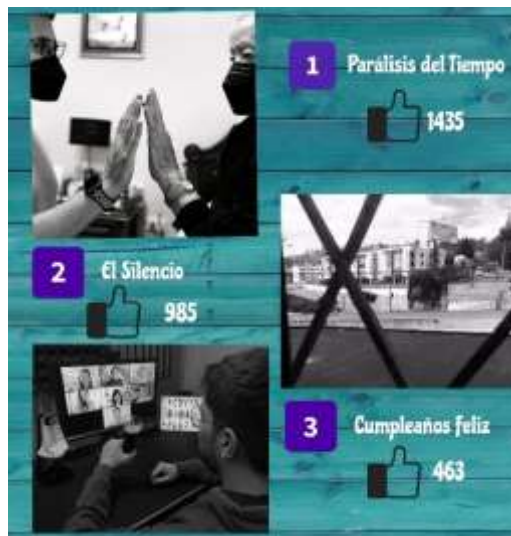 1 Parálisis del Tiempo
1435
2 El Silencio
985
3 Cumpleaños feliz
463